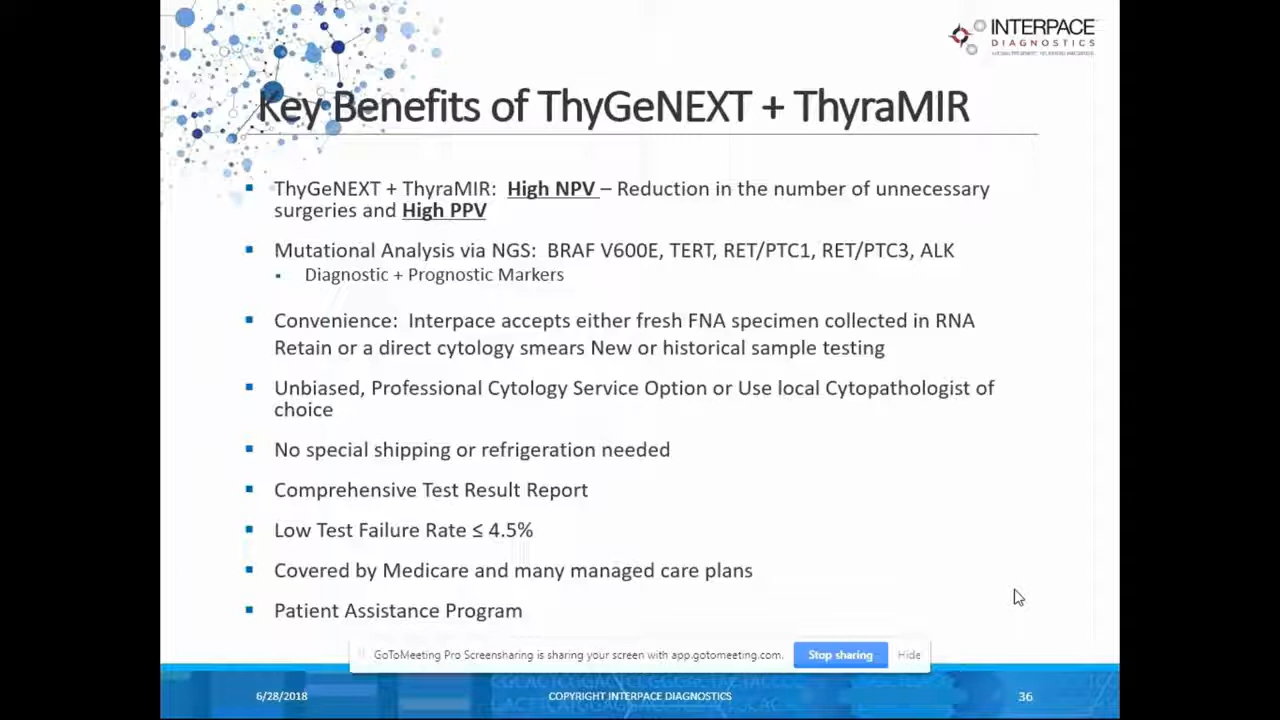 INTERPACE
DIAGNOSTICS
Key Benefits of ThyGeNEXT + ThyraMIR
ThyGeNEXT + ThyraMIR: High NPV – Reduction in the number of unnecessary
surgeries and High PPV
Mutational Analysis via NGS: BRAF V600E, TERT, RET/PTC1, RET/PTC3, ALK
Diagnostic + Prognostic Markers
Convenience: Interpace accepts either fresh FNA specimen collected in RNA
Retain or a direct cytology smears New or historical sample testing
Unbiased, Professional Cytology Service Option or Use local Cytopathologist of
choice
No special shipping or refrigeration needed
Comprehensive Test Result Report
Low Test Failure Rate ≤ 4.5%
Covered by Medicare and many managed care plans
Patient Assistance Program
GoToMeeting Pro Screensharing is sharing your screen with app.gotomeeting.com.
Stop sharing
Hide
6/28/2018
COPYRIGHT INTERPACE DIAGNOSTICS
36